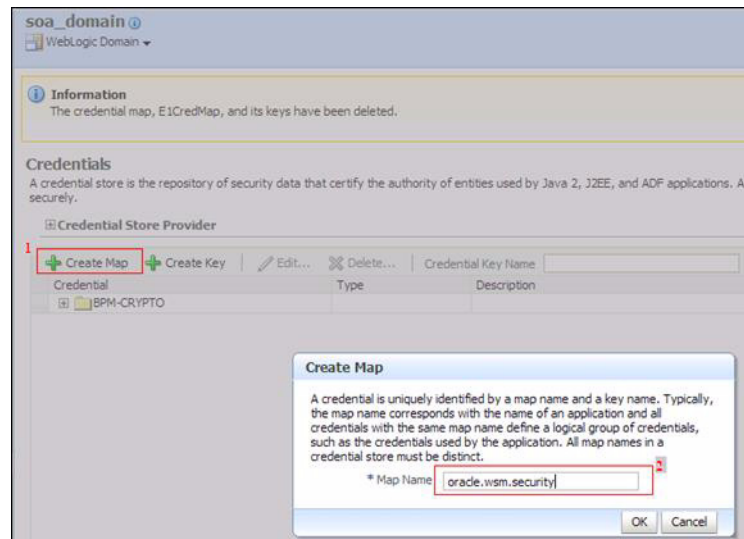 soa_domain
WebLogic Domain
Information
The credential map, E1CredMap, and its keys have been deleted.
Credentials
A credential store is the repository of security data that certify the authority of entities used by Java 2, J2EE, and ADF applications. A
securely.
Credential Store Provider
1
Create Map Create Key Edit... Delete... Credential Key Name
Credential Type Description
BPM-CRYPTO
Create Map
A credential is uniquely identified by a map name and a key name. Typically,
the map name corresponds with the name of an application and all
credentials with the same map name define a logical group of credentials,
such as the credentials used by the application. All map names in a
credential store must be distinct.
2
* Map Name oracle.wsm.security
OK Cancel